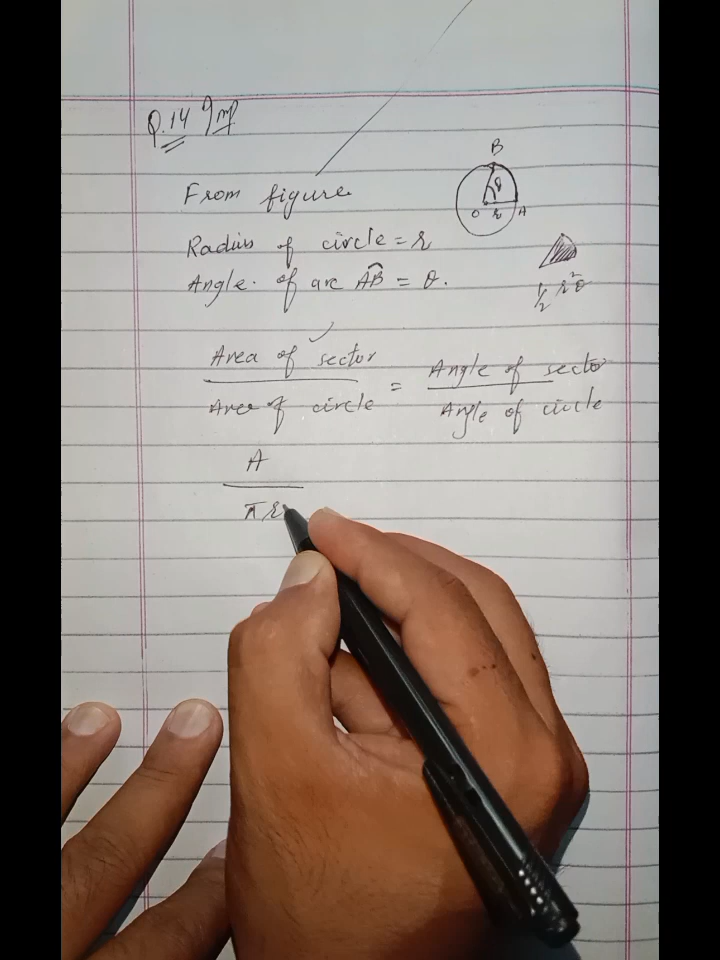 Q.14 Imp
B
θ
O r A
From figure
Radius of circle = r
Angle of arc AB = θ.
1/2 r²θ
Area of sector / Area of circle = Angle of sector / Angle of circle
A
πr